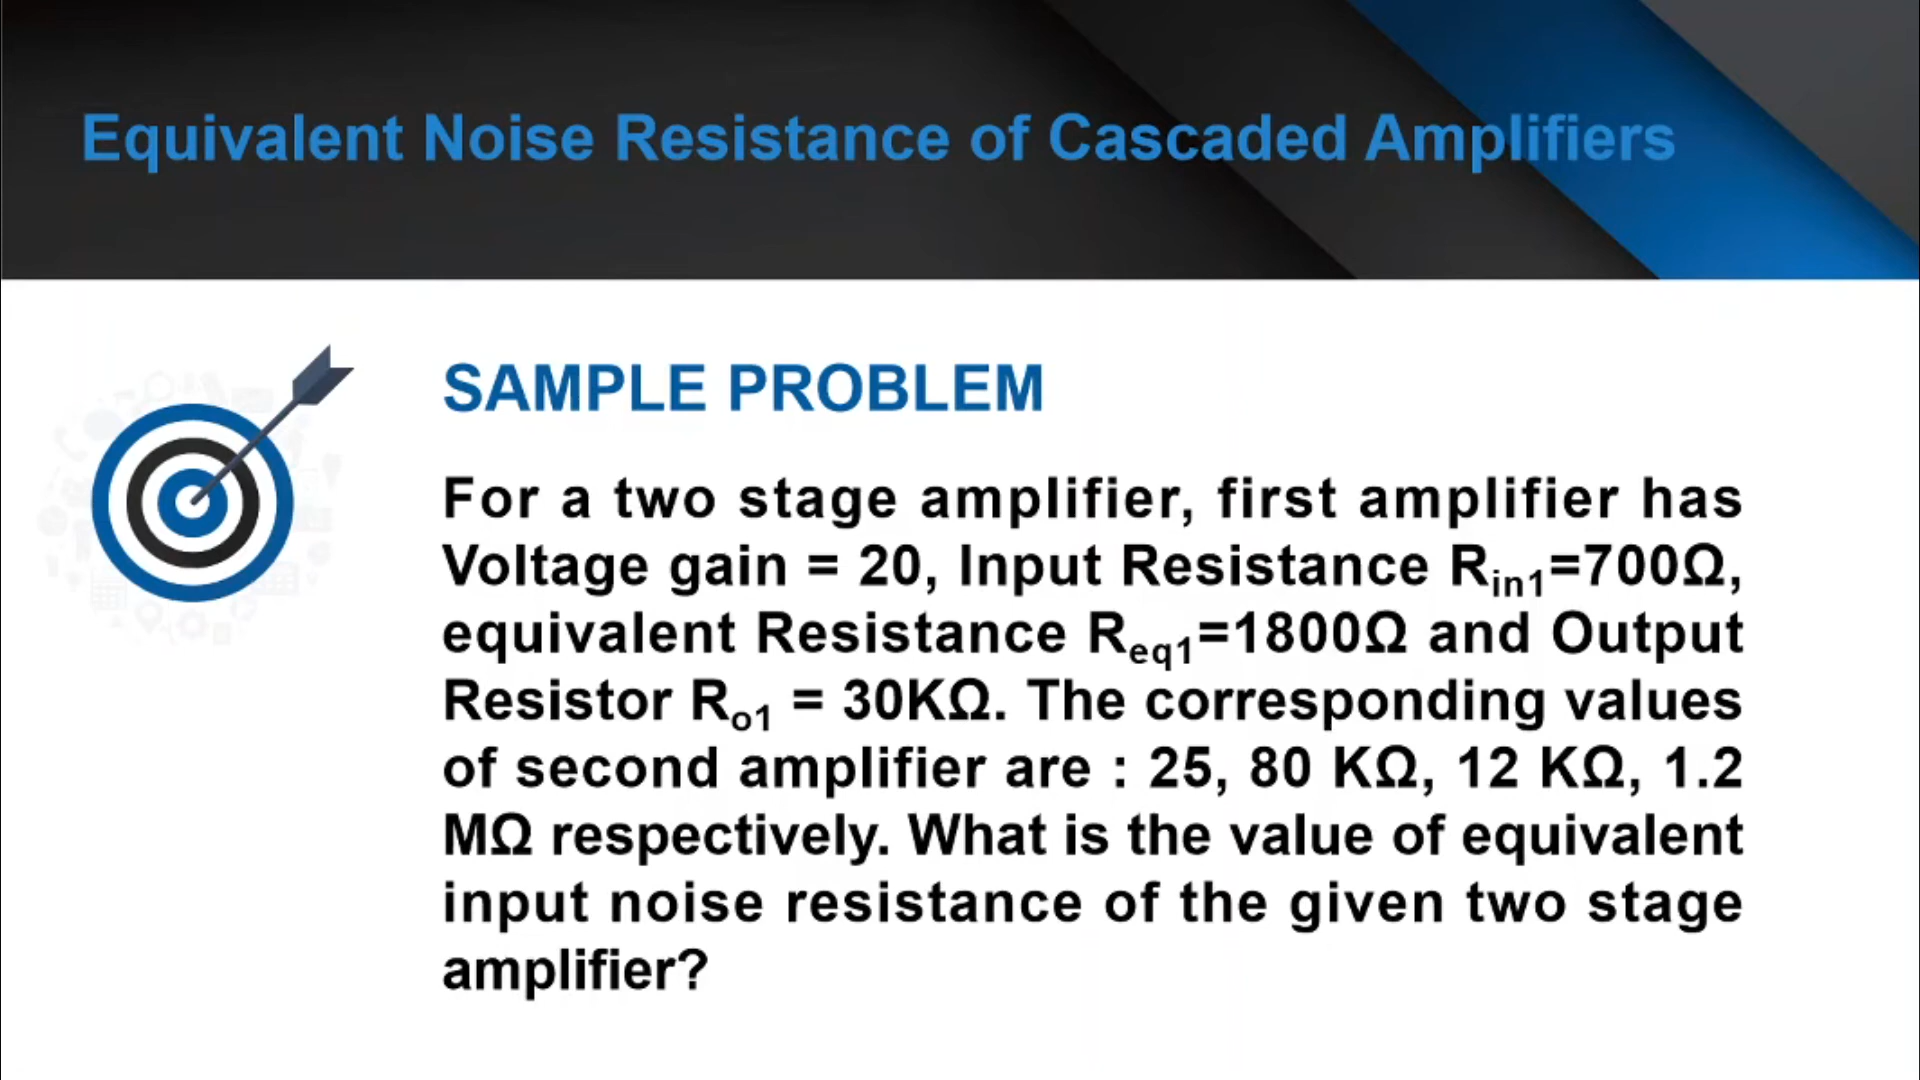 Equivalent Noise Resistance of Cascaded Amplifiers
SAMPLE PROBLEM
For a two stage amplifier, first amplifier has
Voltage gain = 20, Input Resistance Rin1=700Ω,
equivalent Resistance Req1=1800Ω and Output
Resistor Ro1 = 30KΩ. The corresponding values
of second amplifier are : 25, 80 KΩ, 12 KΩ, 1.2
MΩ respectively. What is the value of equivalent
input noise resistance of the given two stage
amplifier?